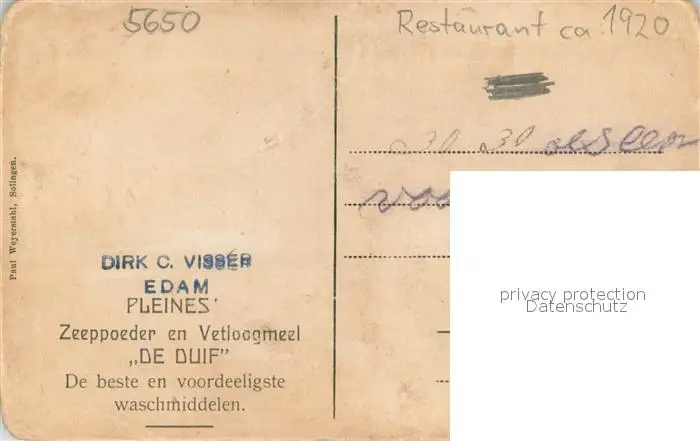 5650
Restaurant ca. 1920
Paul Weyerstahl, Solingen.
DIRK C. VISSER
EDAM
PLEINES'
Zeeppoeder en Vetloogmeel
„DE DUIF”
De beste en voordeeligste
waschmiddelen.
privacy protection
Datenschutz